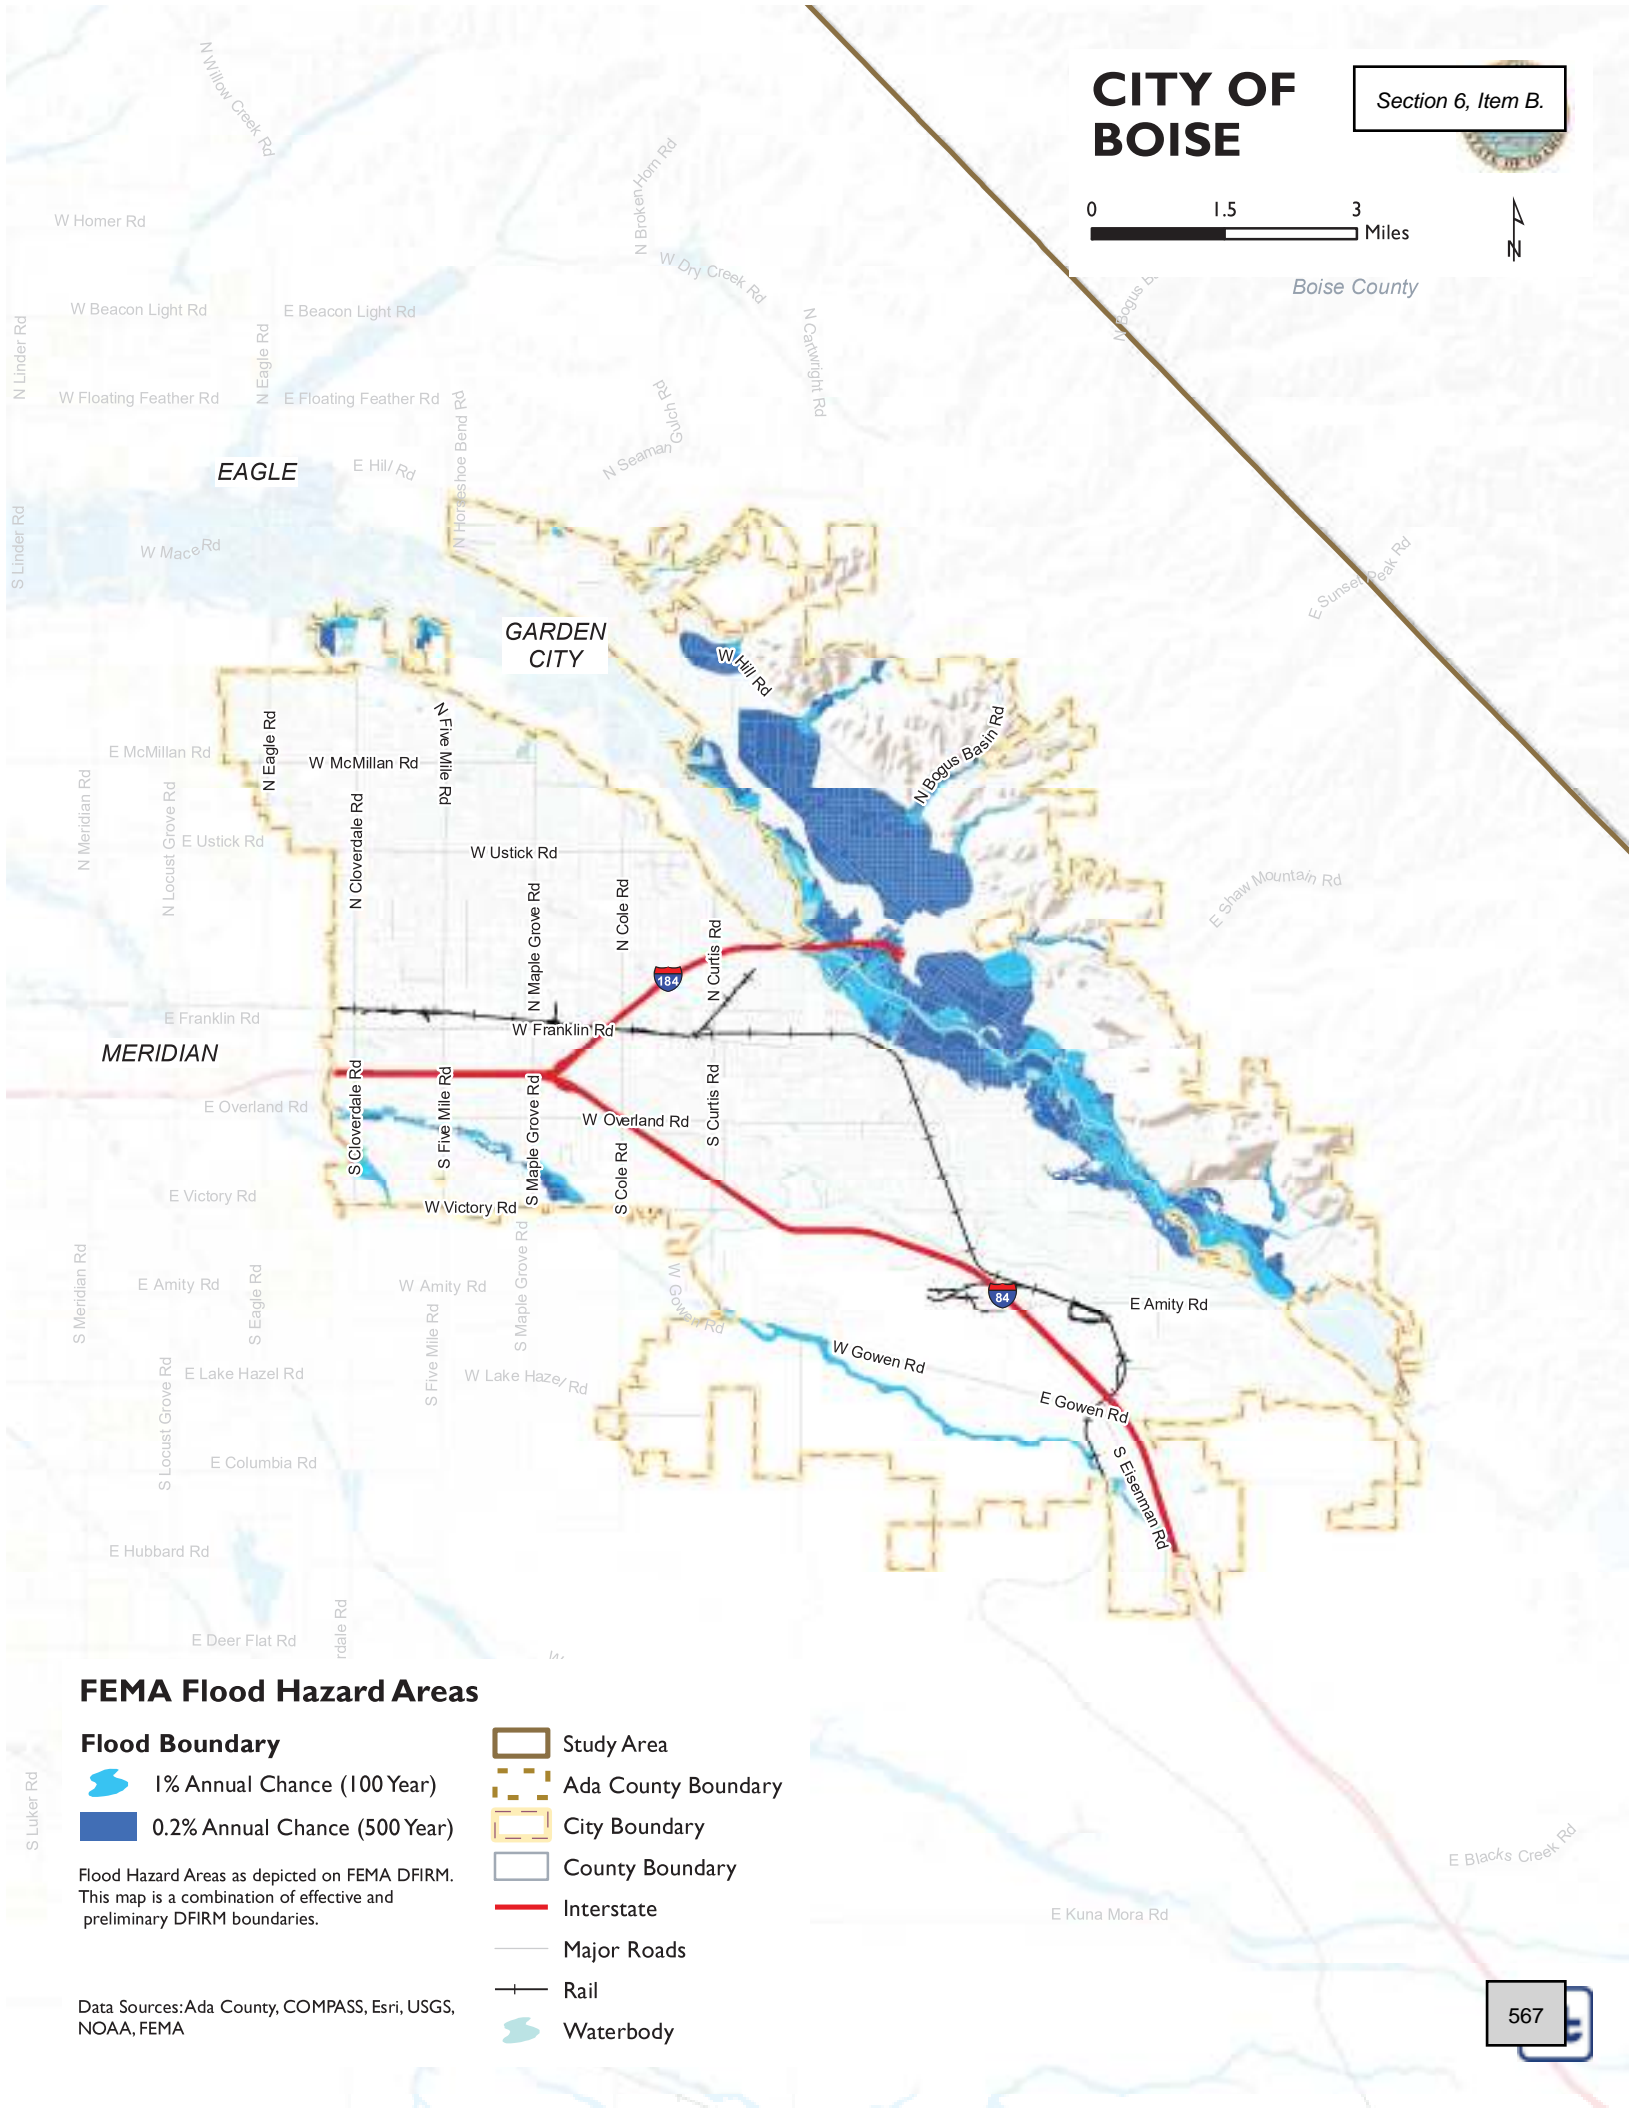 CITY OF
BOISE
Section 6, Item B.
STATE OF IDAHO
0 1.5 3
Miles
N
Boise County
N Willow Creek Rd
N Broken Horn Rd
W Homer Rd
W Dry Creek Rd
W Beacon Light Rd
E Beacon Light Rd
N Linder Rd
N Eagle Rd
N Cartwright Rd
W Floating Feather Rd
E Floating Feather Rd
N Horseshoe Bend Rd
N Seaman Gulch Rd
EAGLE
E Hill Rd
S Linder Rd
W Mace Rd
E Sunset Peak Rd
GARDEN
CITY
W Hill Rd
N Eagle Rd
N Five Mile Rd
N Bogus Basin Rd
E McMillan Rd
W McMillan Rd
N Meridian Rd
N Locust Grove Rd
N Cloverdale Rd
E Ustick Rd
W Ustick Rd
E Shaw Mountain Rd
N Maple Grove Rd
N Cole Rd
N Curtis Rd
184
E Franklin Rd
W Franklin Rd
MERIDIAN
S Cloverdale Rd
S Five Mile Rd
S Maple Grove Rd
S Curtis Rd
E Overland Rd
W Overland Rd
S Cole Rd
E Victory Rd
W Victory Rd
S Meridian Rd
E Amity Rd
S Eagle Rd
W Amity Rd
S Maple Grove Rd
W Gowen Rd
84
E Amity Rd
S Five Mile Rd
W Gowen Rd
E Lake Hazel Rd
W Lake Hazel Rd
E Gowen Rd
S Locust Grove Rd
E Columbia Rd
S Eisenman Rd
E Hubbard Rd
E Deer Flat Rd
rdale Rd
FEMA Flood Hazard Areas
Flood Boundary
1% Annual Chance (100 Year)
0.2% Annual Chance (500 Year)
Flood Hazard Areas as depicted on FEMA DFIRM.
This map is a combination of effective and
preliminary DFIRM boundaries.
Data Sources: Ada County, COMPASS, Esri, USGS,
NOAA, FEMA
Study Area
Ada County Boundary
City Boundary
County Boundary
Interstate
Major Roads
Rail
Waterbody
S Luker Rd
E Blacks Creek Rd
E Kuna Mora Rd
567